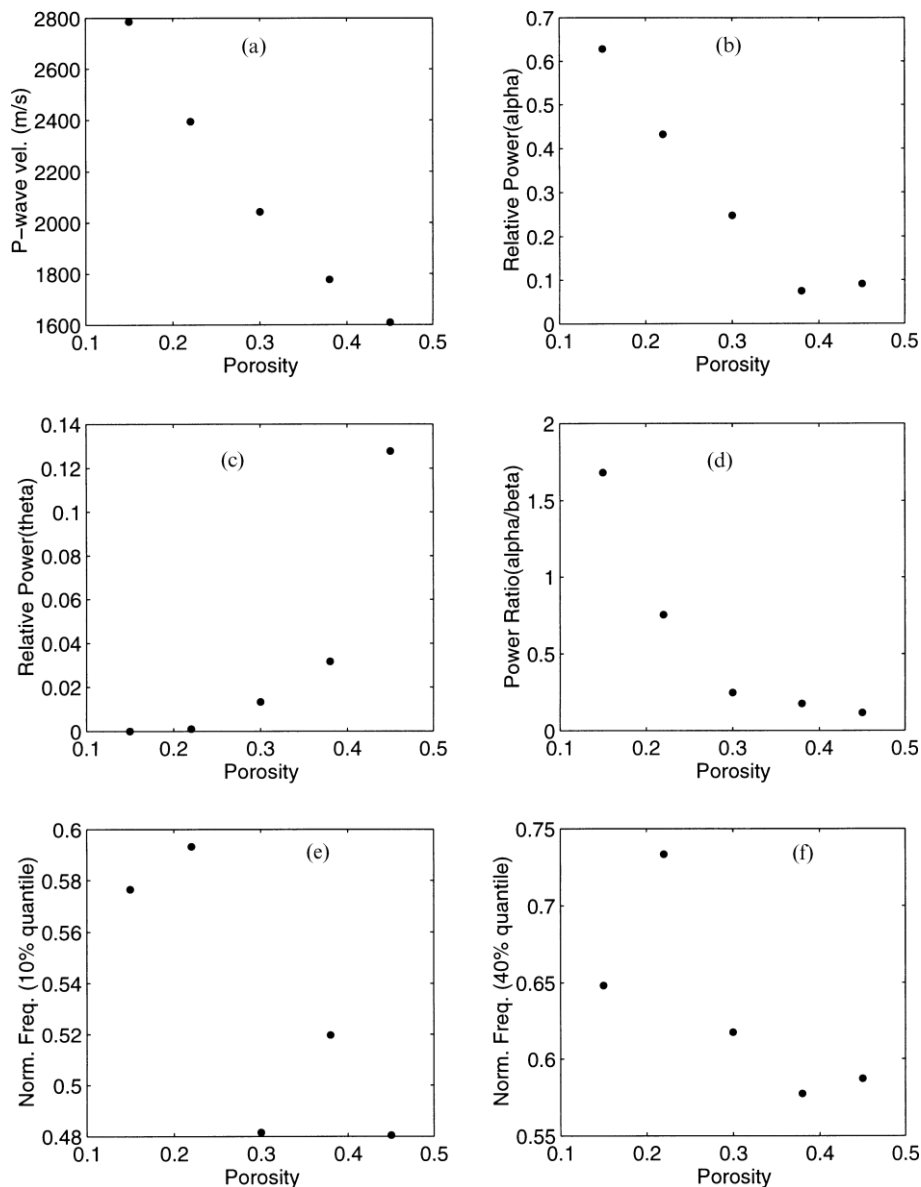 2800
2600
2400
2200
2000
1800
1600
0.1 0.2 0.3 0.4 0.5
Porosity
P-wave vel. (m/s)
(a)
0.7
0.6
0.5
0.4
0.3
0.2
0.1
0
0.1 0.2 0.3 0.4 0.5
Porosity
Relative Power(alpha)
(b)
0.14
0.12
0.1
0.08
0.06
0.04
0.02
0
0.1 0.2 0.3 0.4 0.5
Porosity
Relative Power(theta)
(c)
2
1.5
1
0.5
0
0.1 0.2 0.3 0.4 0.5
Porosity
Power Ratio(alpha/beta)
(d)
0.6
0.58
0.56
0.54
0.52
0.5
0.48
0.1 0.2 0.3 0.4 0.5
Porosity
Norm. Freq. (10% quantile)
(e)
0.75
0.7
0.65
0.6
0.55
0.1 0.2 0.3 0.4 0.5
Porosity
Norm. Freq. (40% quantile)
(f)